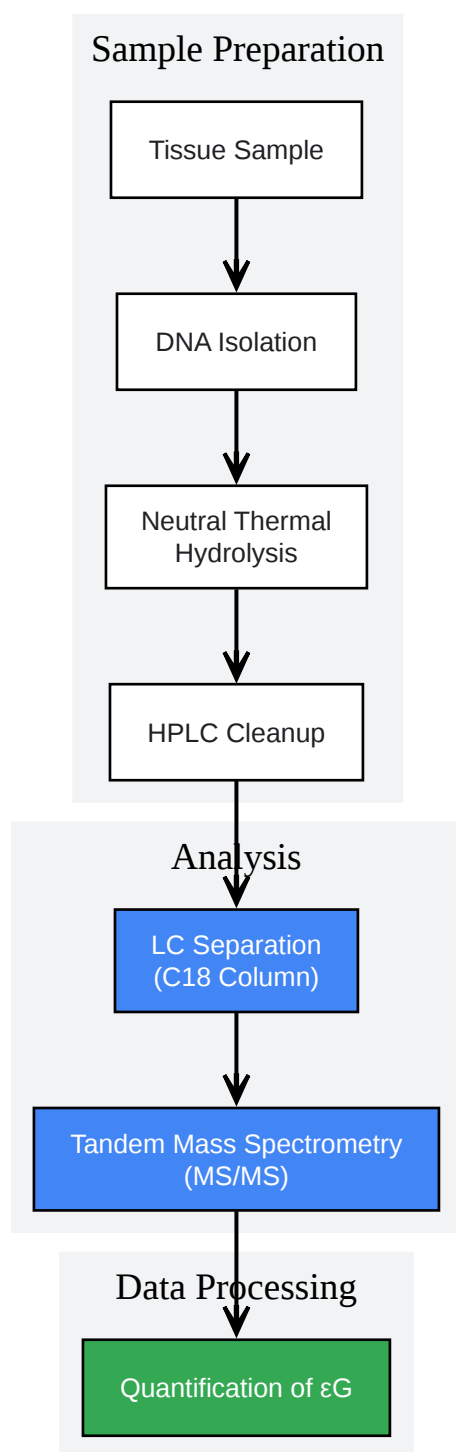 Sample Preparation
Tissue Sample
DNA Isolation
Neutral Thermal
Hydrolysis
HPLC Cleanup
Analysis
LC Separation
(C18 Column)
Tandem Mass Spectrometry
(MS/MS)
Data Processing
Quantification of εG